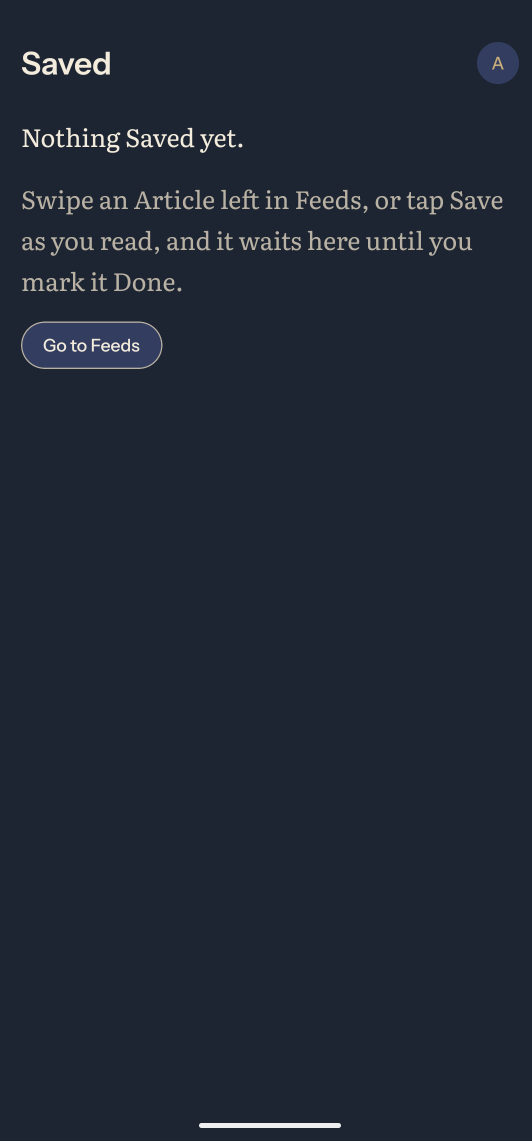 Saved
A
Nothing Saved yet.
Swipe an Article left in Feeds, or tap Save
as you read, and it waits here until you
mark it Done.
Go to Feeds